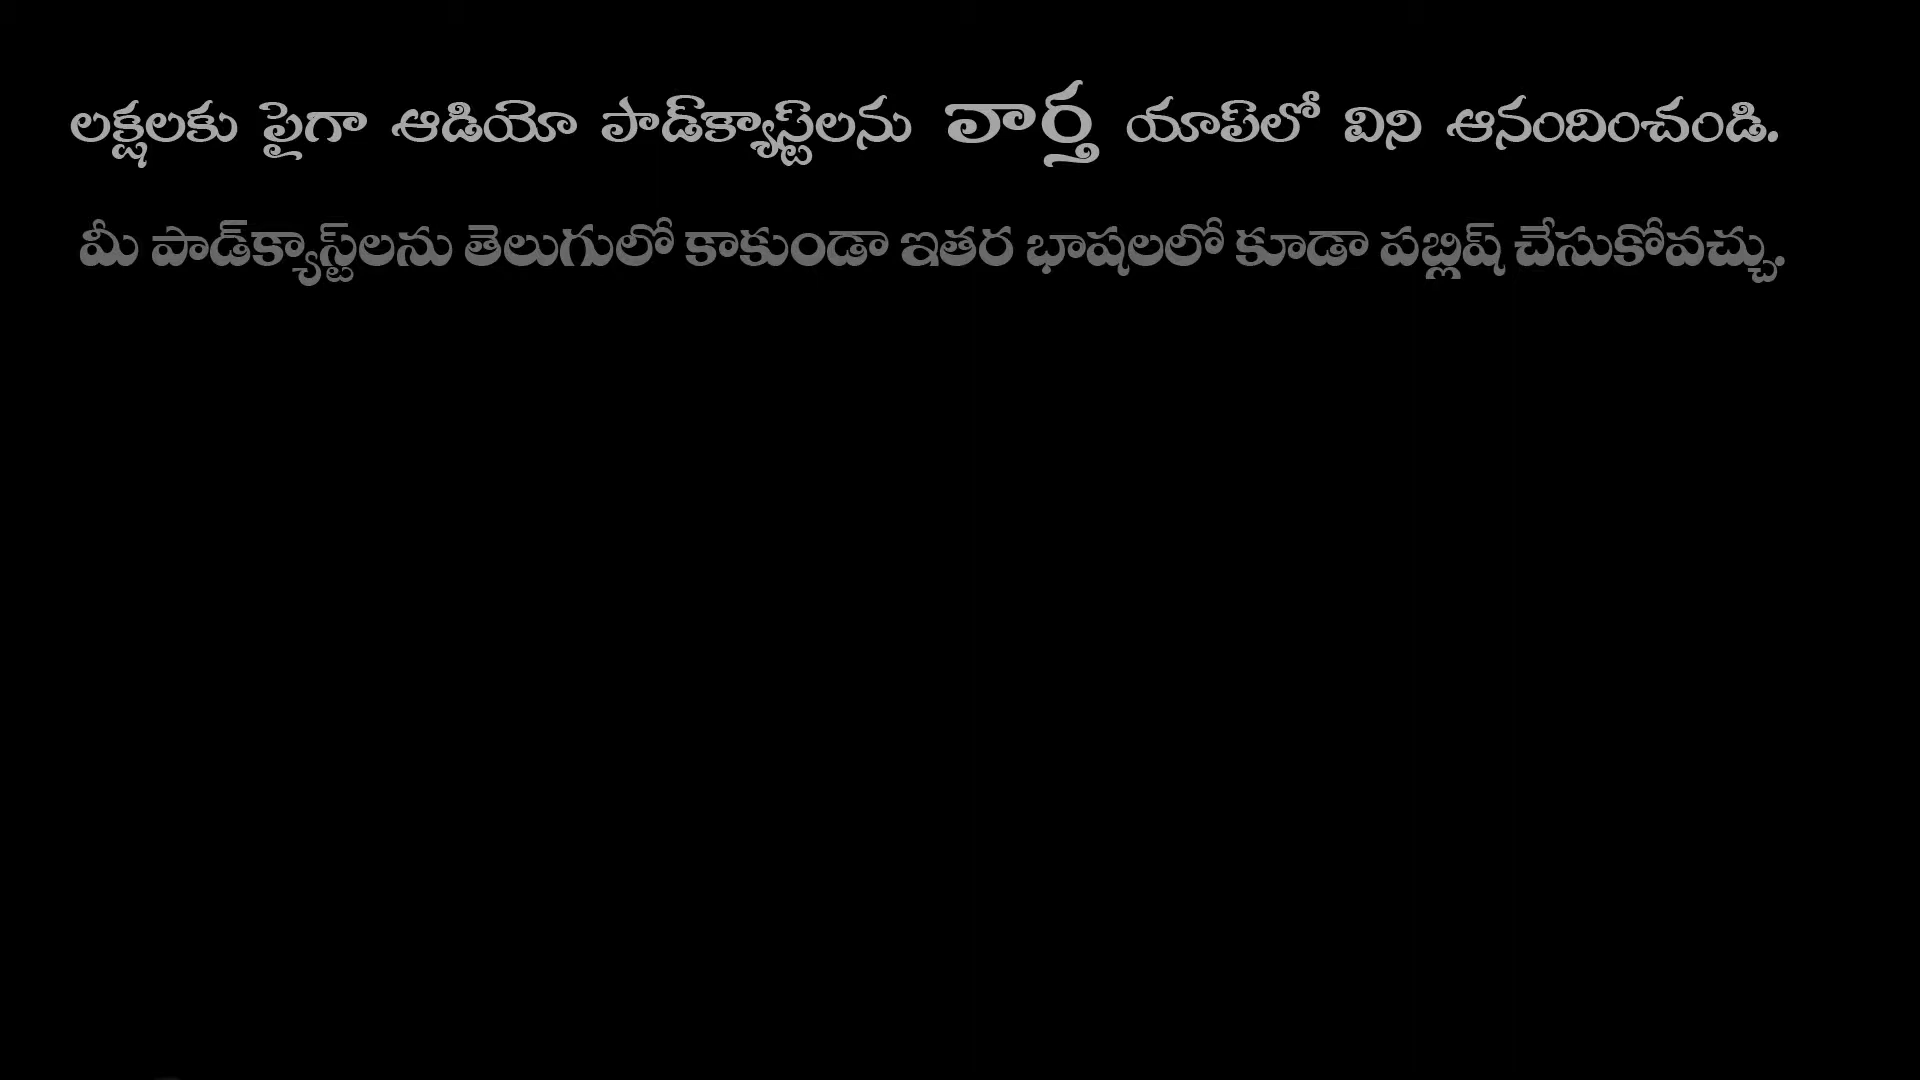 లక్షలకు పైగా ఆడియో పాడ్‌క్యాస్ట్‌లను వార్త యాప్‌లో విని ఆనందించండి.
మీ పాడ్‌క్యాస్ట్‌లను తెలుగులో కాకుండా ఇతర భాషలలో కూడా పబ్లిష్ చేసుకోవచ్చు.